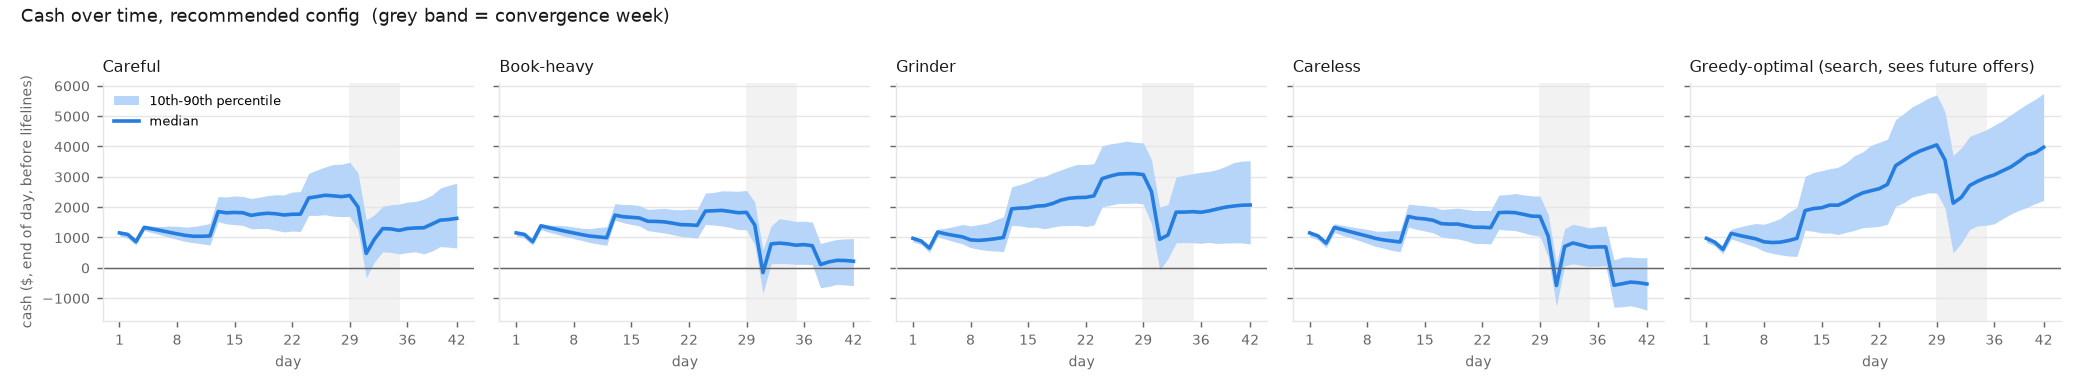 Cash over time, recommended config  (grey band = convergence week)
Careful
Book-heavy
Grinder
Careless
Greedy-optimal (search, sees future offers)
cash ($, end of day, before lifelines)
6000
5000
4000
3000
2000
1000
0
−1000
10th-90th percentile
median
1 8 15 22 29 36 42
1 8 15 22 29 36 42
1 8 15 22 29 36 42
1 8 15 22 29 36 42
1 8 15 22 29 36 42
day
day
day
day
day